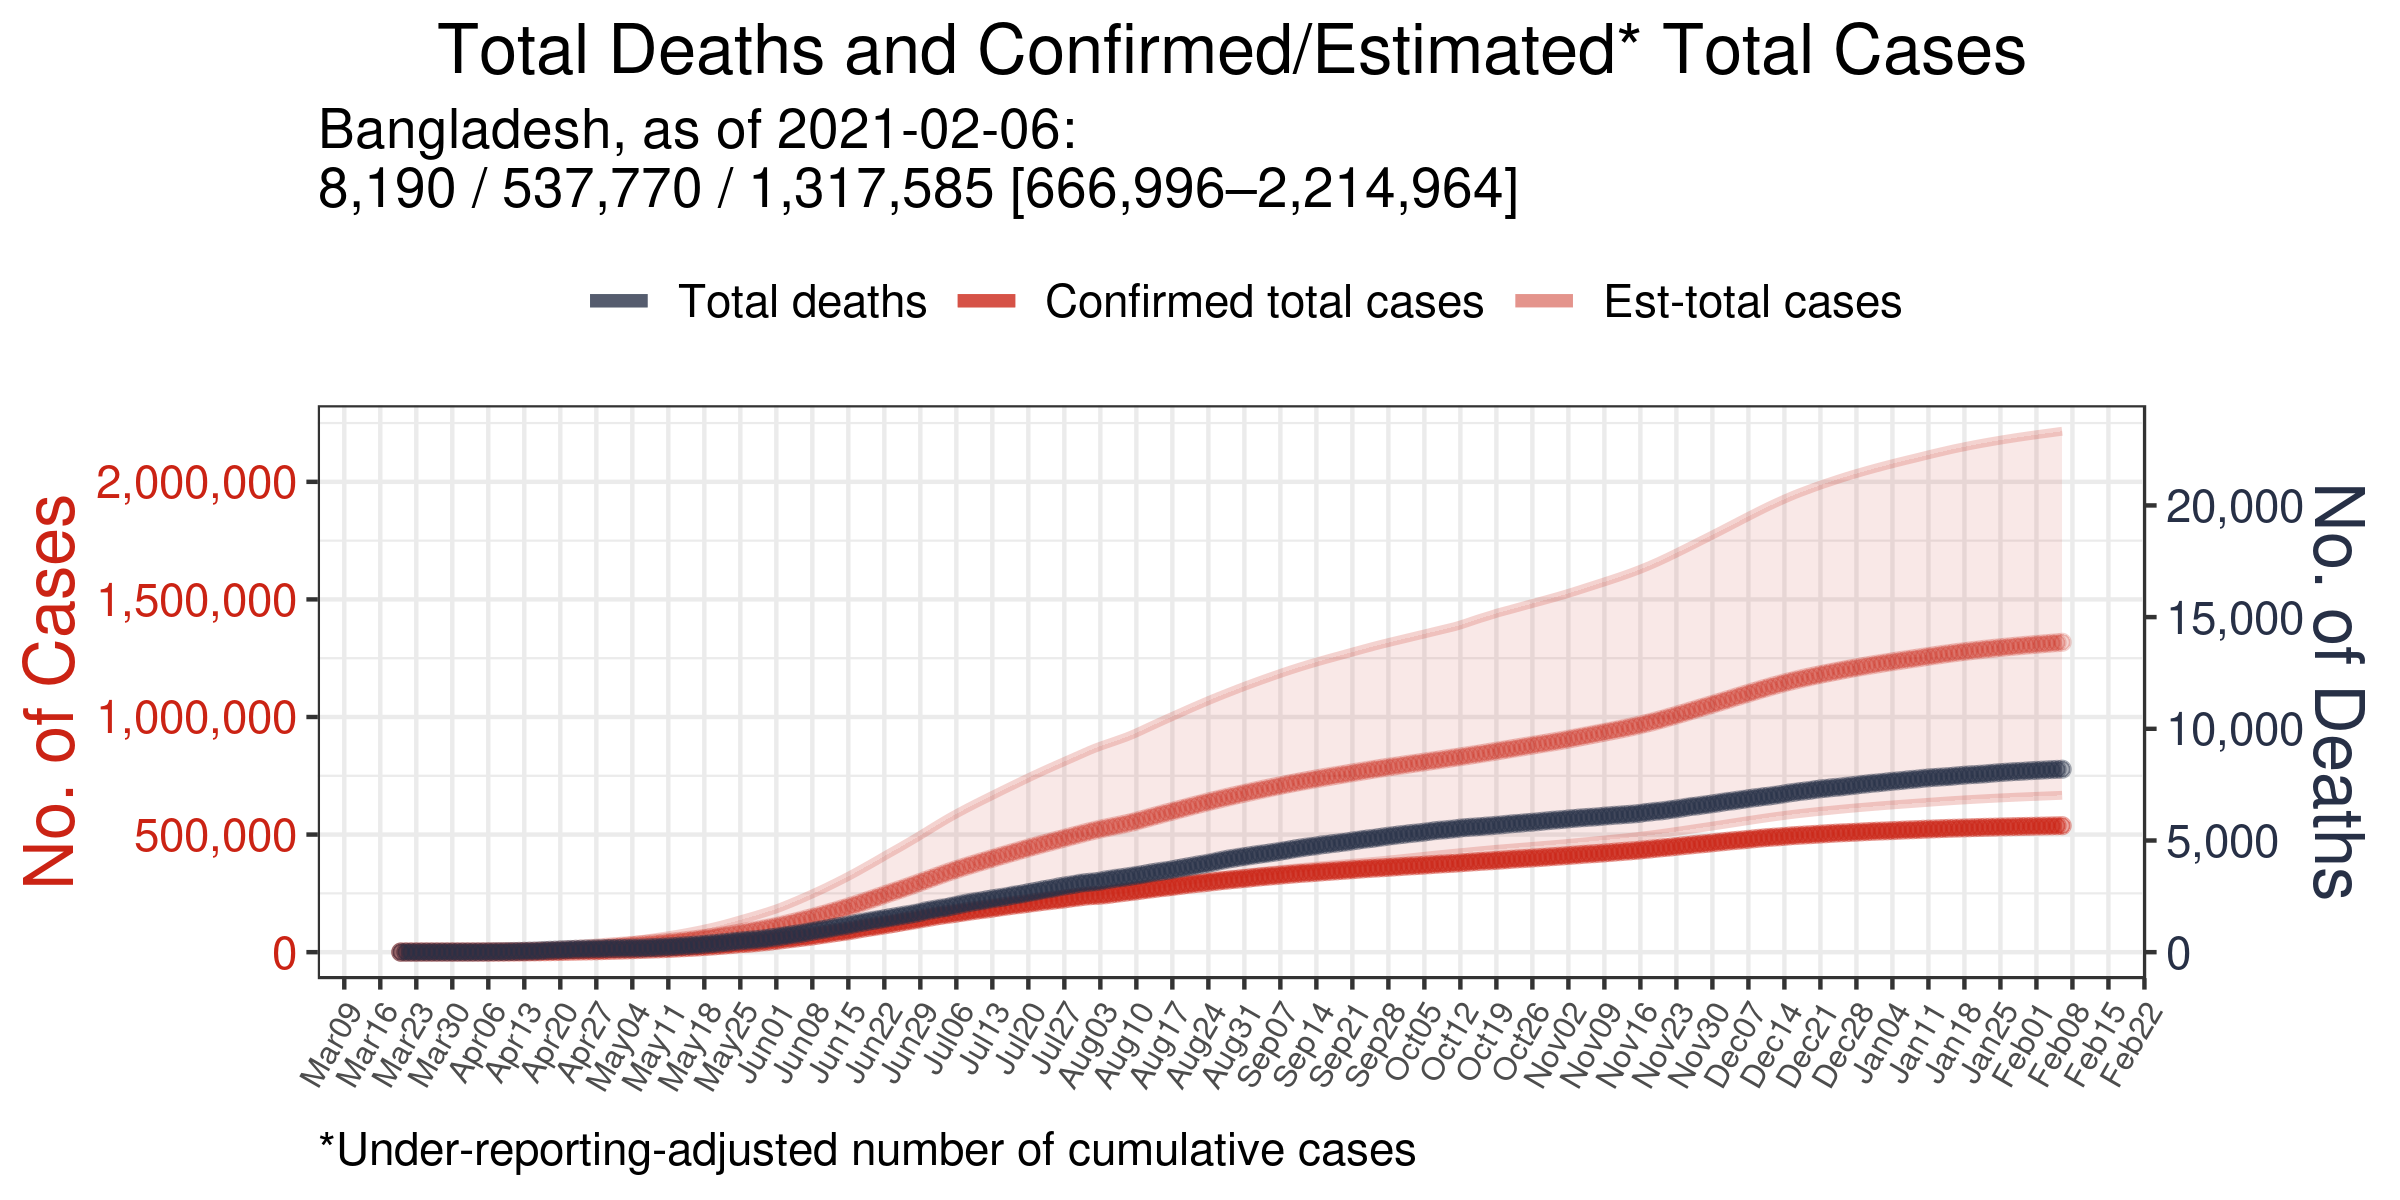 Total Deaths and Confirmed/Estimated* Total Cases
Bangladesh, as of 2021-02-06:
8,190 / 537,770 / 1,317,585 [666,996–2,214,964]
Total deaths
Confirmed total cases
Est-total cases
No. of Cases
2,000,000
1,500,000
1,000,000
500,000
0
20,000
15,000
10,000
5,000
0
No. of Deaths
Mar09
Mar16
Mar23
Mar30
Apr06
Apr13
Apr20
Apr27
May04
May11
May18
May25
Jun01
Jun08
Jun15
Jun22
Jun29
Jul06
Jul13
Jul20
Jul27
Aug03
Aug10
Aug17
Aug24
Aug31
Sep07
Sep14
Sep21
Sep28
Oct05
Oct12
Oct19
Oct26
Nov02
Nov09
Nov16
Nov23
Nov30
Dec07
Dec14
Dec21
Dec28
Jan04
Jan11
Jan18
Jan25
Feb01
Feb08
Feb15
Feb22
*Under-reporting-adjusted number of cumulative cases